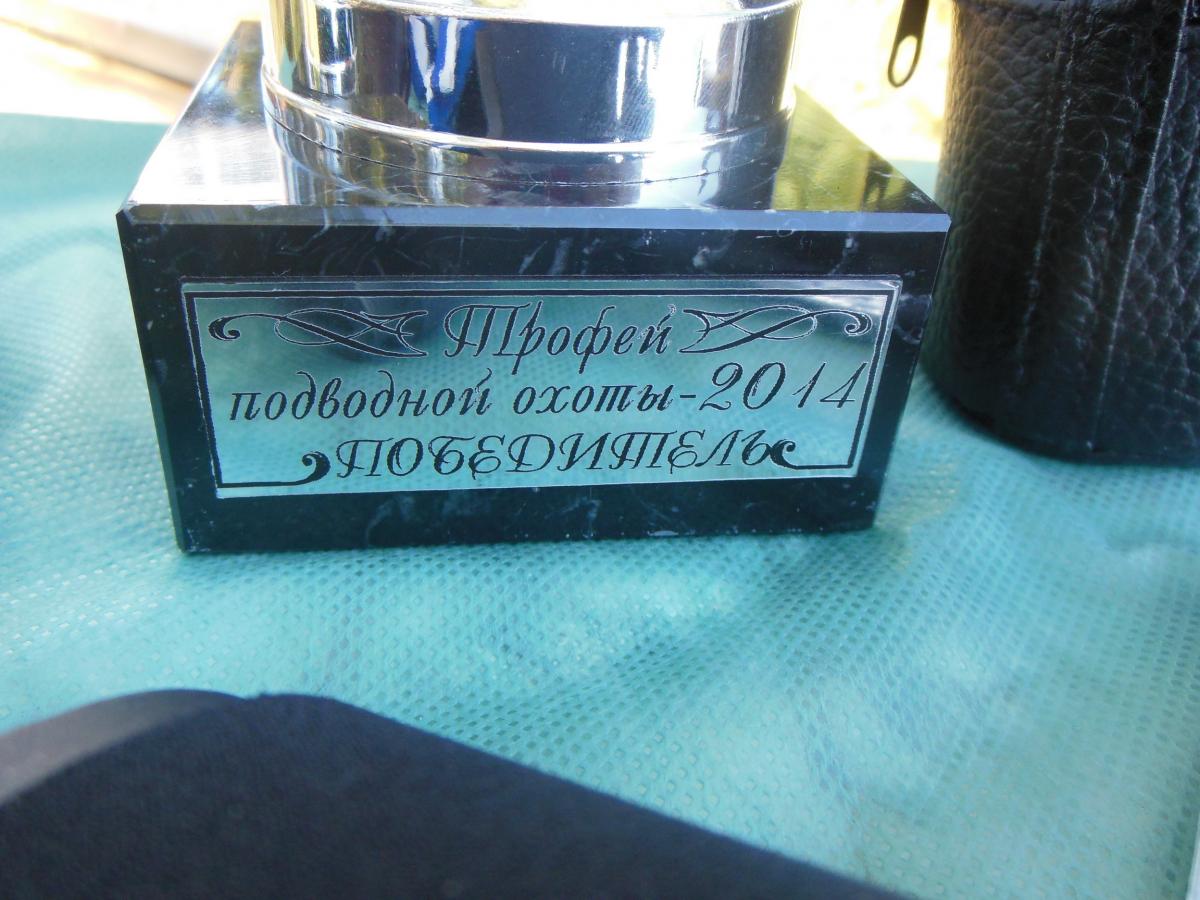 Трофей
подводной охоты-2014
ПОБЕДИТЕЛЬ